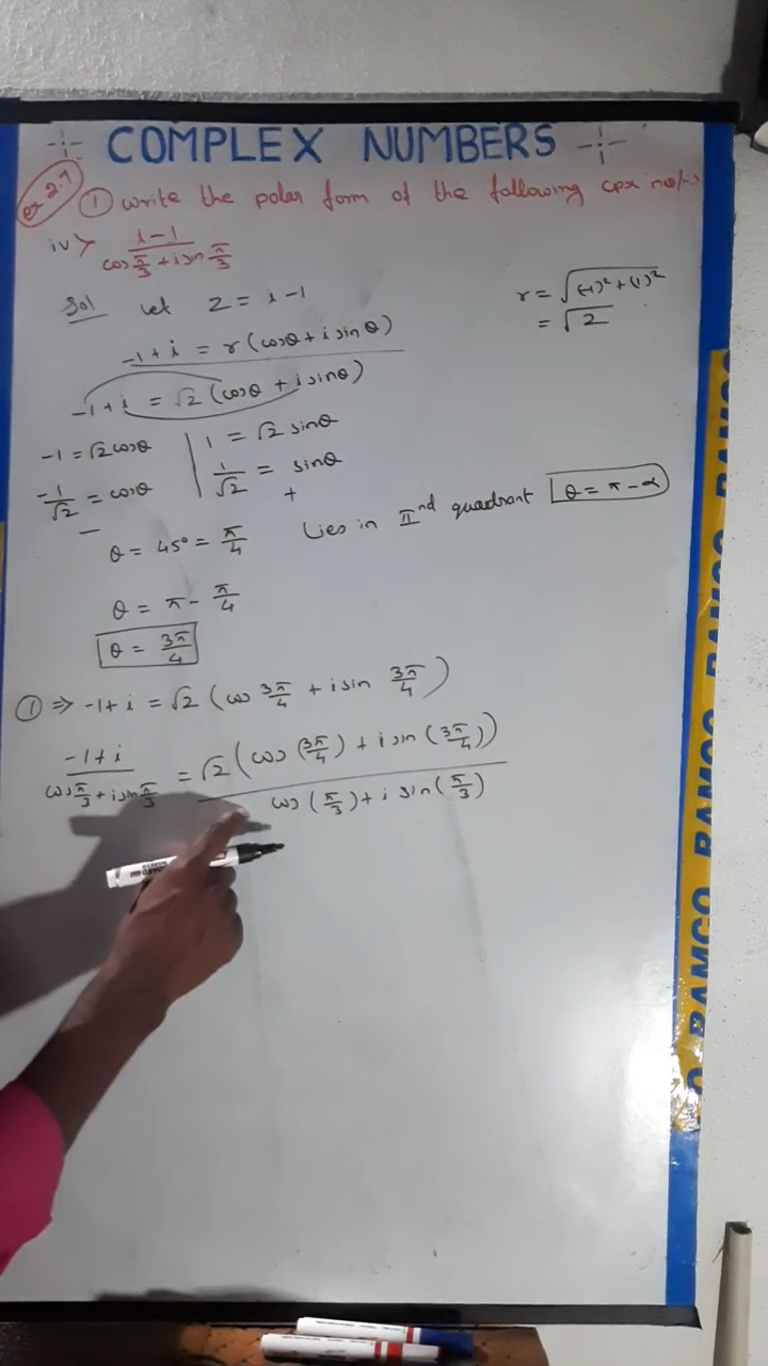 COMPLEX NUMBERS
ex 2.7
① Write the polar form of the following cpx no/-s
iv> i-1 / cos π/3 + i sin π/3
Sol Let Z = i-1
r = √(-1)² + (1)²
= √2
-1+i = r(cosθ + i sinθ)
-1+i = √2 (cosθ + i sinθ)
-1 = √2 cosθ | 1 = √2 sinθ
-1/√2 = cosθ | 1/√2 = sinθ
− +
θ = 45° = π/4 Lies in IInd quadrant θ = π - α
θ = π - π/4
θ = 3π/4
① ⇒ -1+i = √2 (cos 3π/4 + i sin 3π/4)
-1+i / cos π/3 + i sin π/3 = √2 (cos (3π/4) + i sin (3π/4)) / cos (π/3) + i sin (π/3)
RAMCO RAMCO RAMCO